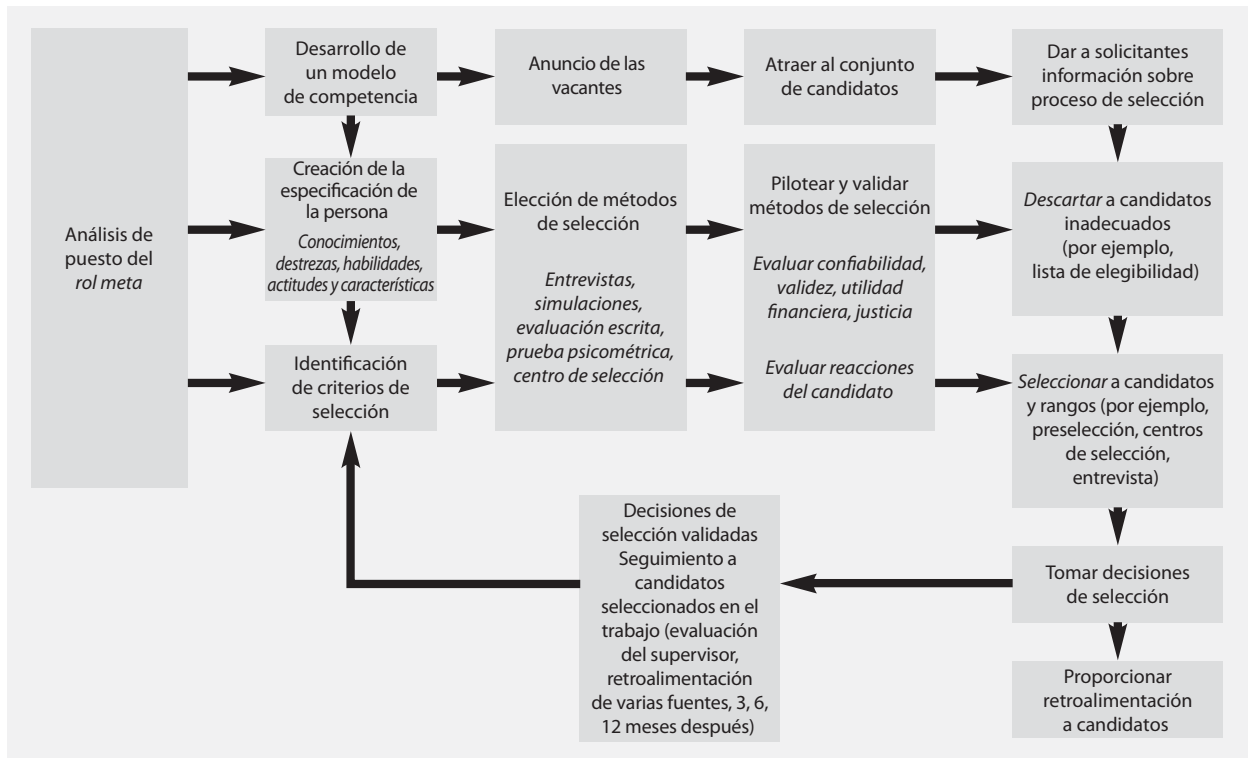 Análisis de
puesto del
rol meta
Desarrollo de
un modelo
de competencia
Anuncio de las
vacantes
Atraer al conjunto
de candidatos
Dar a solicitantes
información sobre
proceso de selección
Creación de la
especificación de
la persona
Conocimientos,
destrezas, habilidades,
actitudes y características
Elección de métodos
de selección
Entrevistas,
simulaciones,
evaluación escrita,
prueba psicométrica,
centro de selección
Pilotear y validar
métodos de selección
Evaluar confiabilidad,
validez, utilidad
financiera, justicia
Evaluar reacciones
del candidato
Descartar a candidatos
inadecuados
(por ejemplo,
lista de elegibilidad)
Identificación
de criterios de
selección
Seleccionar a candidatos
y rangos (por ejemplo,
preselección, centros
de selección,
entrevista)
Decisiones de
selección validadas
Seguimiento a
candidatos
seleccionados en el
trabajo (evaluación
del supervisor,
retroalimentación
de varias fuentes, 3, 6,
12 meses después)
Tomar decisiones
de selección
Proporcionar
retroalimentación
a candidatos